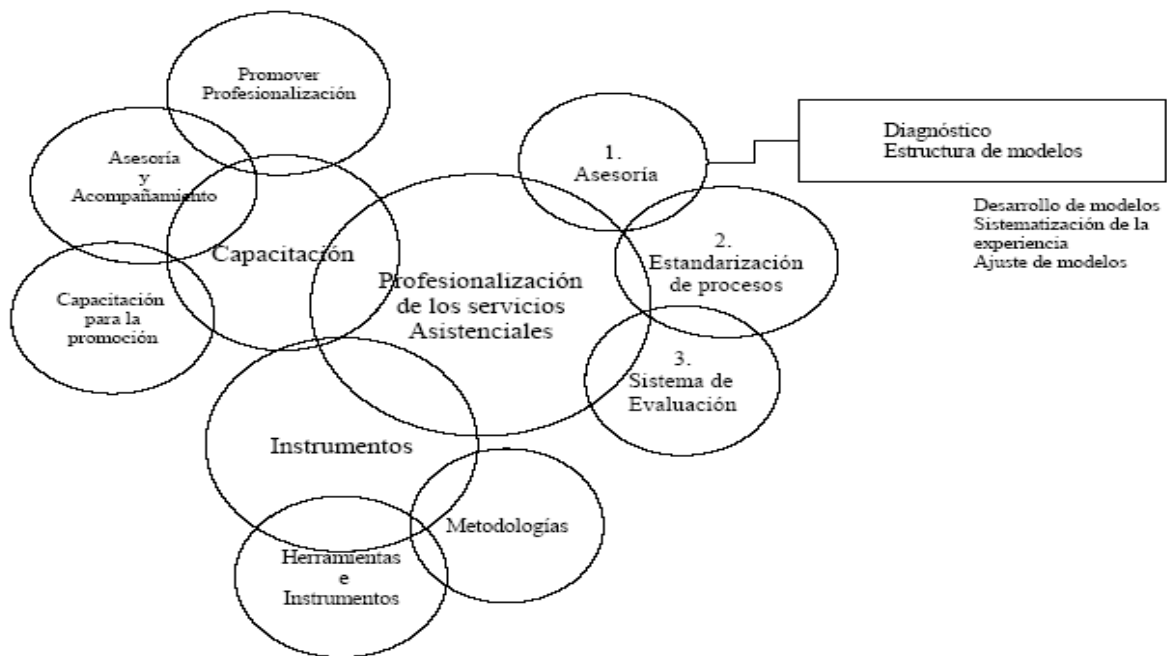 Promover
Profesionalización
Asesoría
y
Acompañamiento
Capacitación
para la
promoción
Capacitación
Profesionalización
de los servicios
Asistenciales
1.
Asesoría
2.
Estandarización
de procesos
3.
Sistema de
Evaluación
Diagnóstico
Estructura de modelos
Desarrollo de modelos
Sistematización de la
experiencia
Ajuste de modelos
Instrumentos
Metodologías
Herramientas
e
Instrumentos